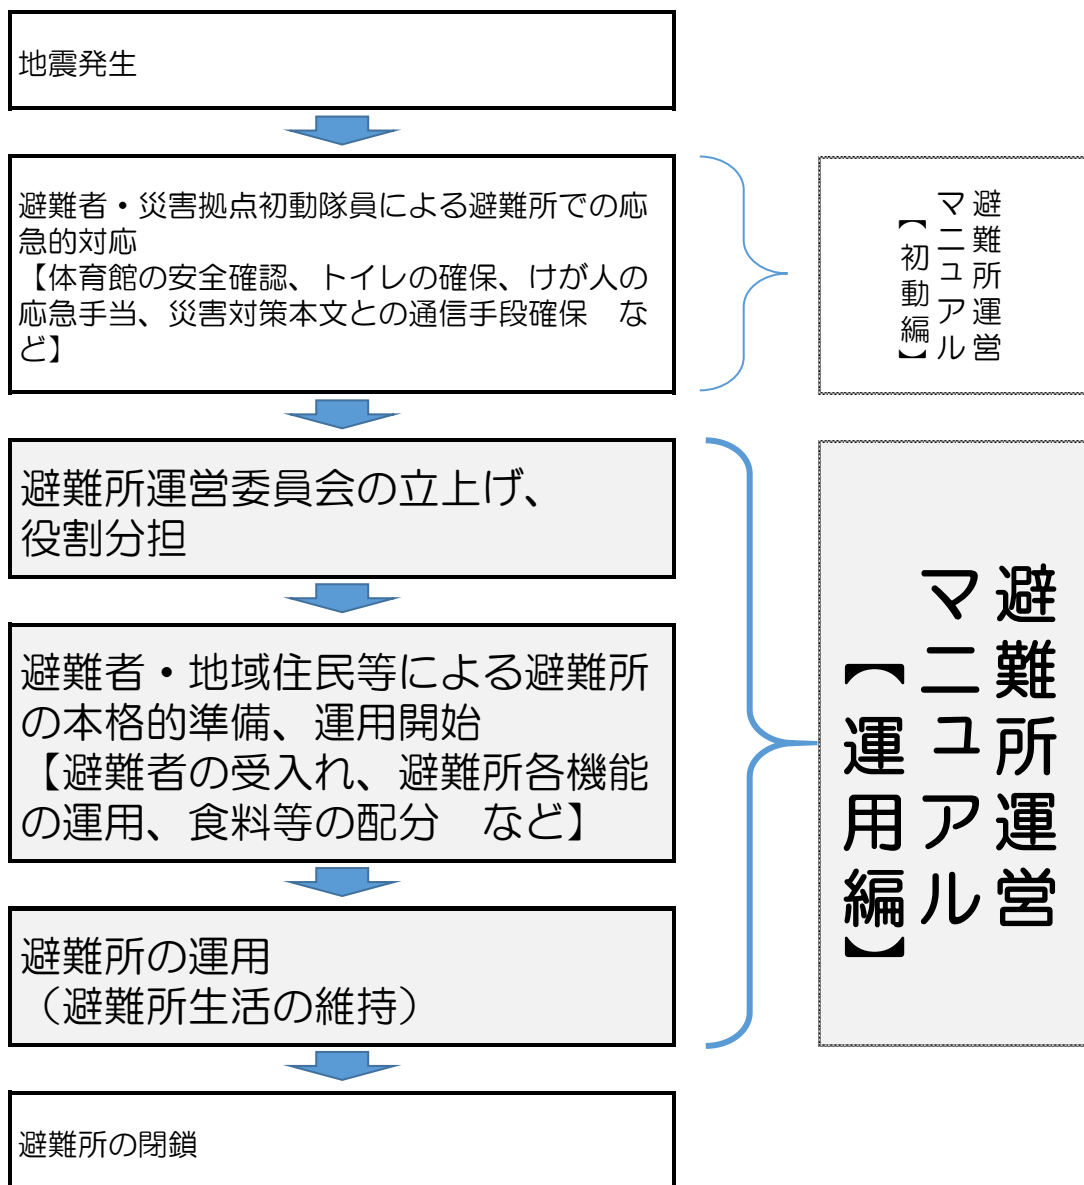 地震発生
避難者・災害拠点初動隊員による避難所での応
急的対応
【体育館の安全確認、トイレの確保、けが人の
応急手当、災害対策本文との通信手段確保　な
ど】
避難所運営
マニュアル
【初動編】
避難所運営委員会の立上げ、
役割分担
避難者・地域住民等による避難所
の本格的準備、運用開始
【避難者の受入れ、避難所各機能
の運用、食料等の配分　など】
避難所の運用
（避難所生活の維持）
避難所運営
マニュアル
【運用編】
避難所の閉鎖